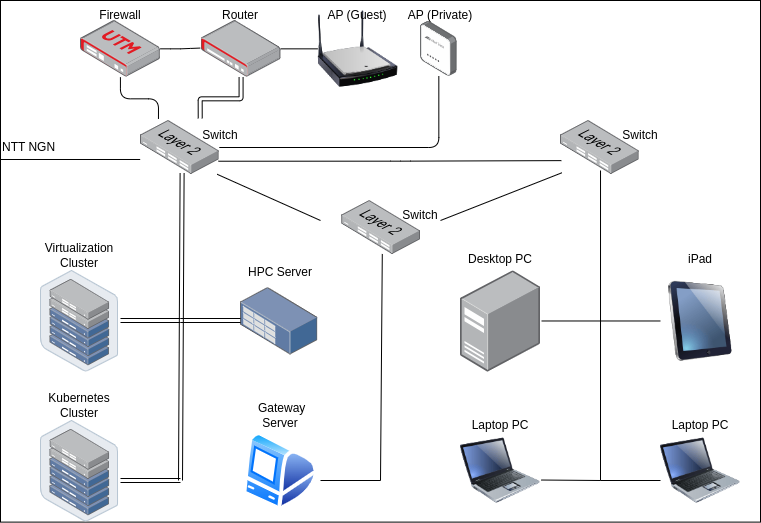 Firewall
Router
AP (Guest)
AP (Private)
UTM
Layer 2
Switch
Layer 2
Switch
NTT NGN
Layer 2
Switch
Virtualization
Cluster
HPC Server
Desktop PC
iPad
Kubernetes
Cluster
Gateway
Server
Laptop PC
Laptop PC